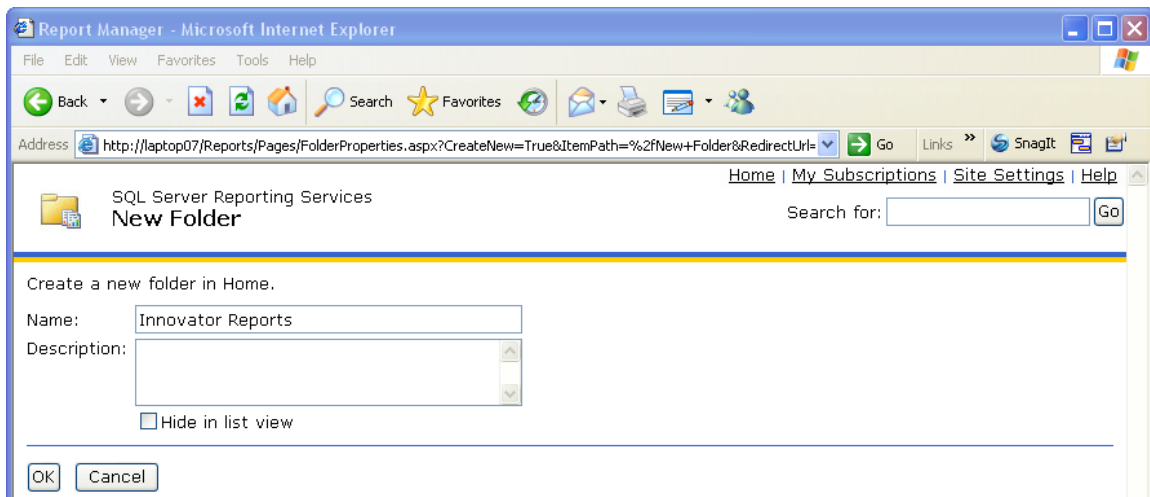 Report Manager - Microsoft Internet Explorer
File Edit View Favorites Tools Help
Back Search Favorites
Address http://laptop07/Reports/Pages/FolderProperties.aspx?CreateNew=True&ItemPath=%2fNew+Folder&RedirectUrl= Go Links » SnagIt
Home | My Subscriptions | Site Settings | Help
SQL Server Reporting Services
New Folder
Search for: Go
Create a new folder in Home.
Name: Innovator Reports
Description:
Hide in list view
OK Cancel